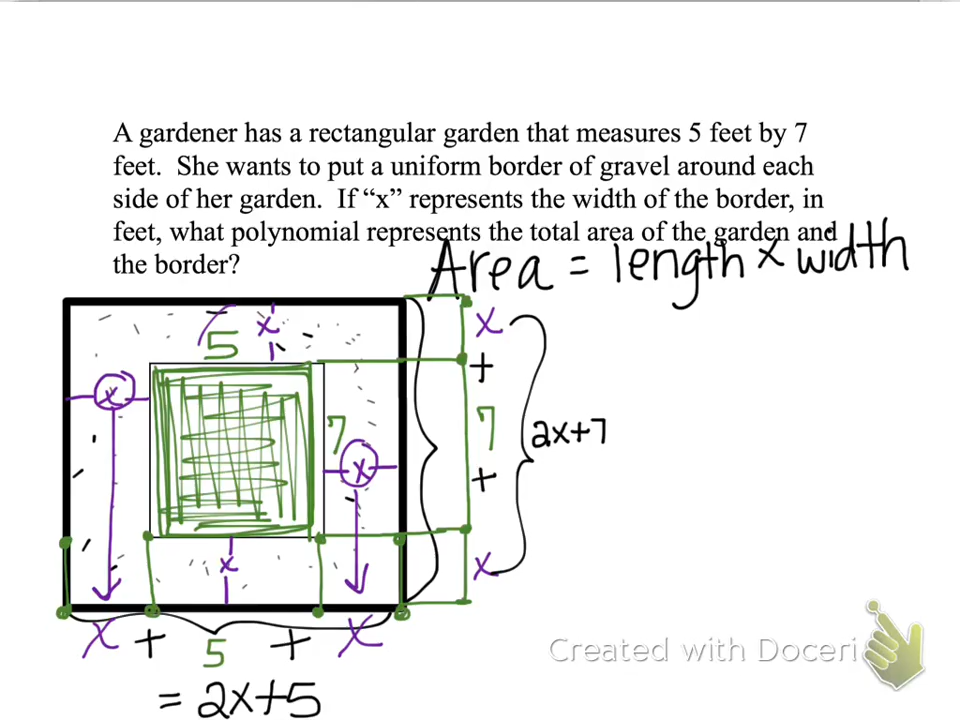 A gardener has a rectangular garden that measures 5 feet by 7
feet. She wants to put a uniform border of gravel around each
side of her garden. If “x” represents the width of the border, in
feet, what polynomial represents the total area of the garden and
the border?
Area = length x width
x
5
x
+
x
7
7
2x+7
x
+
x
x
x + 5 + x
= 2x+5
Created with Doceri